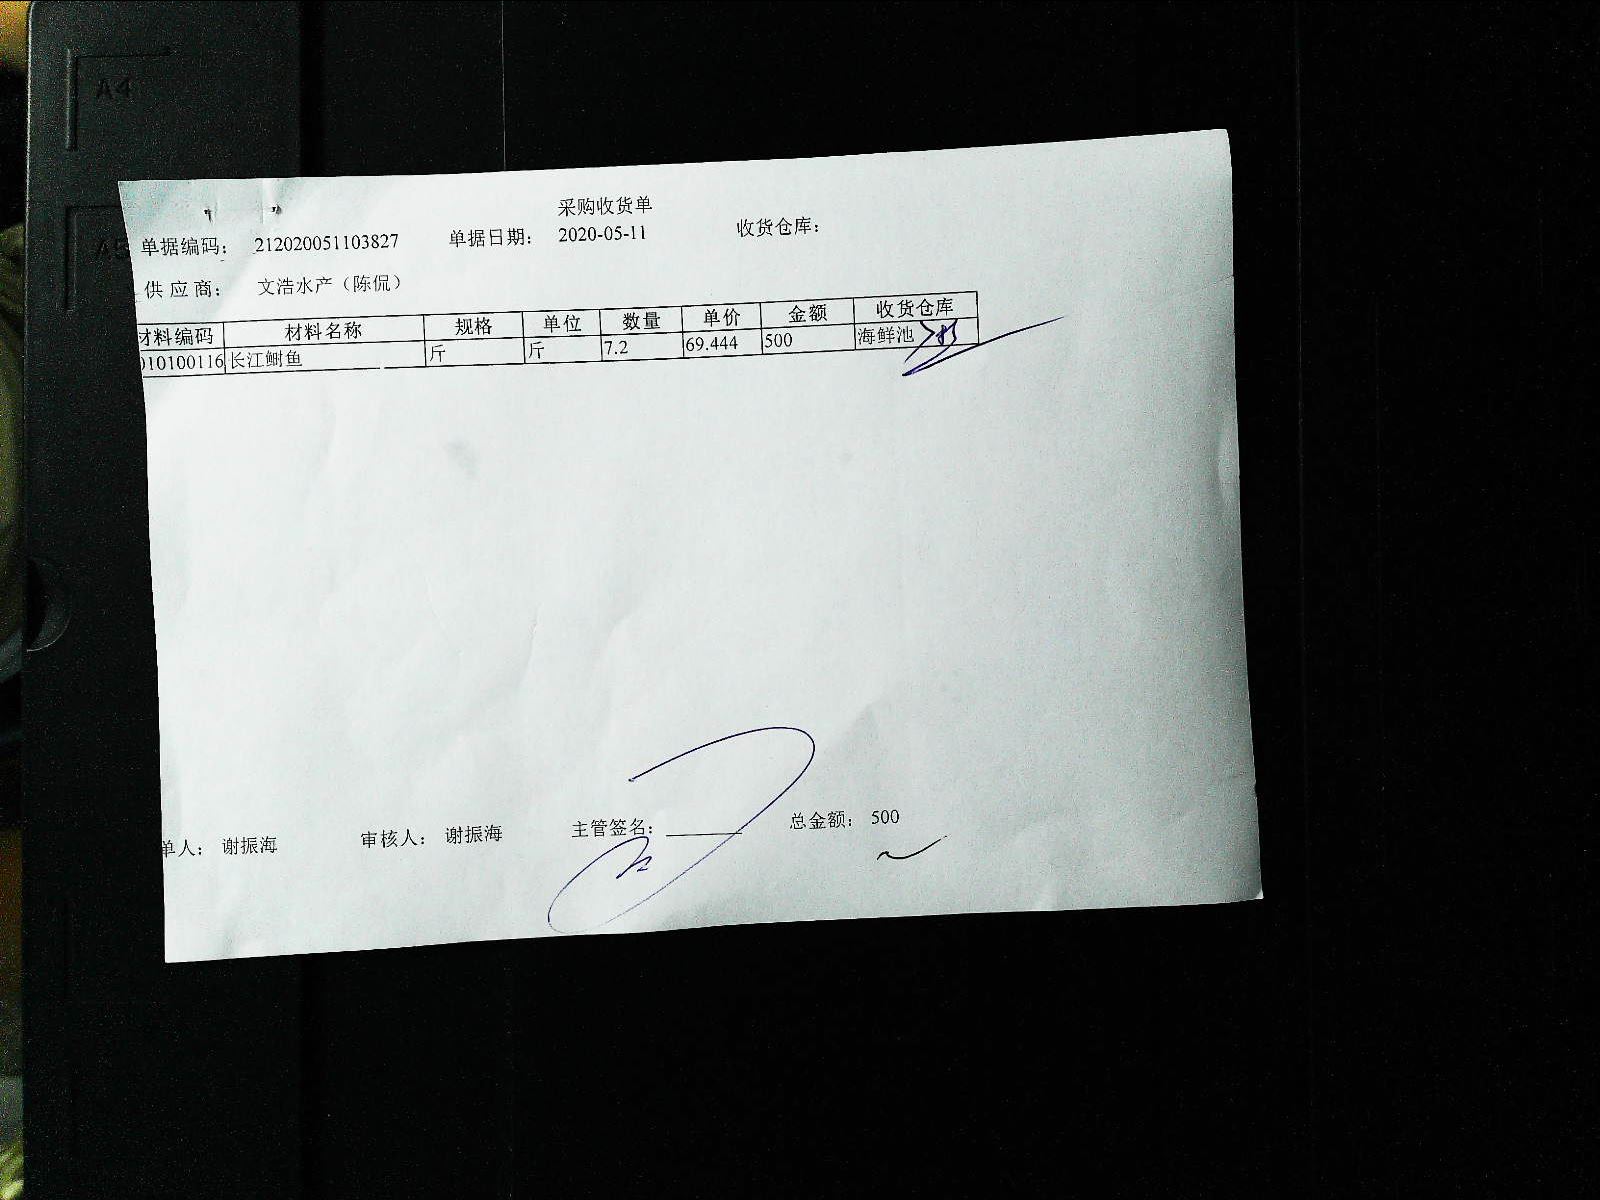 A4
A5
采购收货单
单据编码： 212020051103827 单据日期： 2020-05-11 收货仓库：
供应商： 文浩水产（陈侃）
材料编码 材料名称 规格 单位 数量 单价 金额 收货仓库
010100116 长江鲥鱼 斤 斤 7.2 69.444 500 海鲜池
单人： 谢振海 审核人： 谢振海 主管签名： 总金额： 500